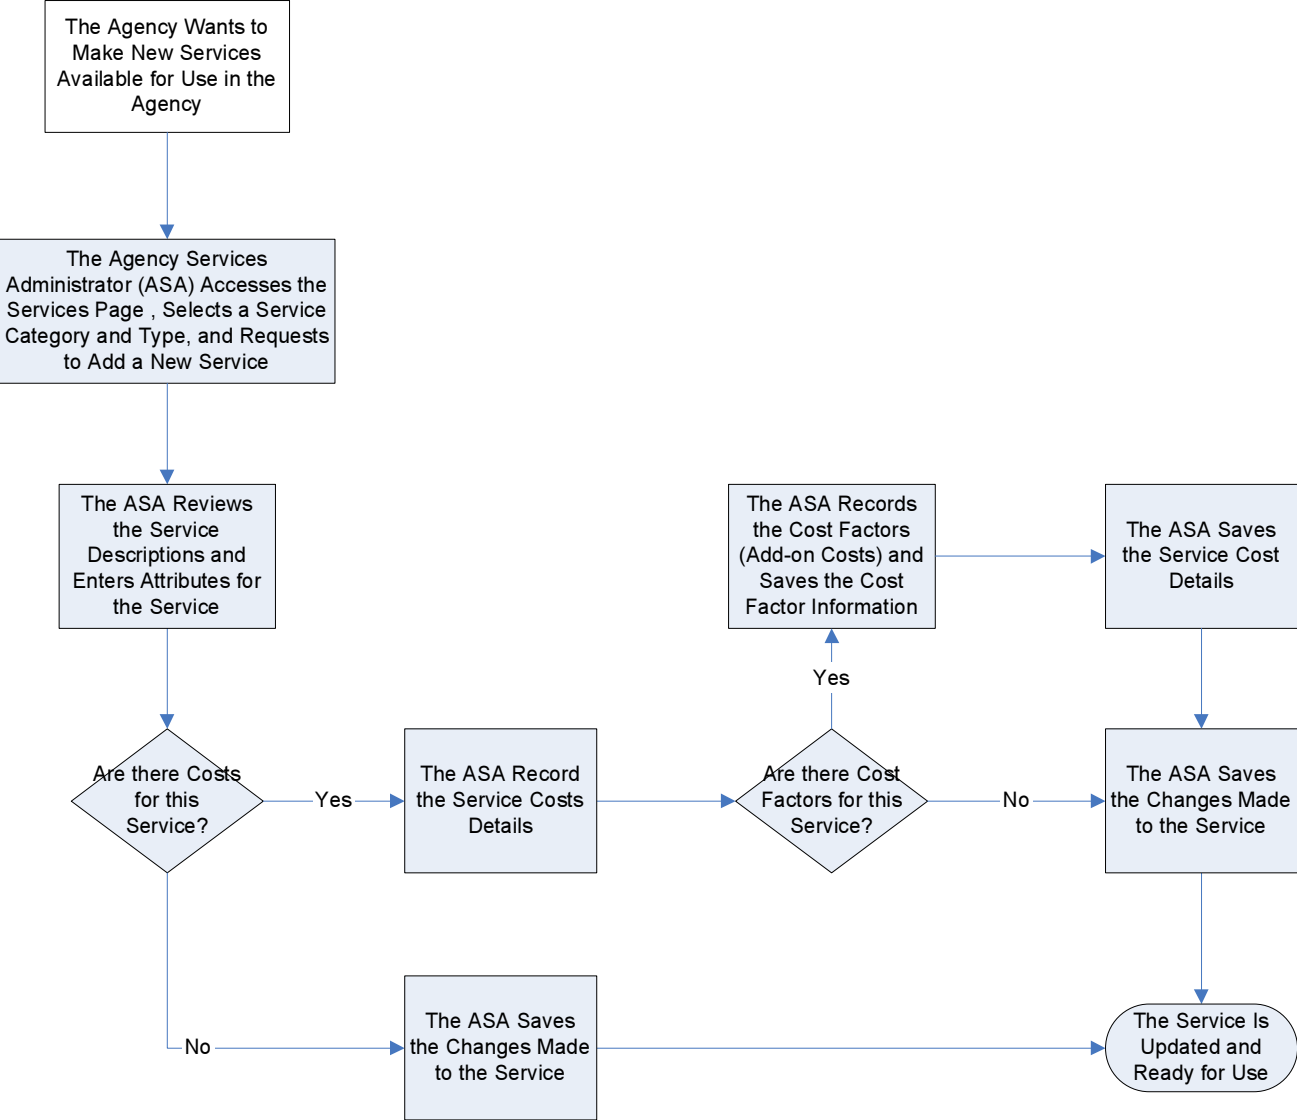 The Agency Wants to
Make New Services
Available for Use in the
Agency
The Agency Services
Administrator (ASA) Accesses the
Services Page , Selects a Service
Category and Type, and Requests
to Add a New Service
The ASA Reviews
the Service
Descriptions and
Enters Attributes for
the Service
The ASA Records
the Cost Factors
(Add-on Costs) and
Saves the Cost
Factor Information
The ASA Saves
the Service Cost
Details
Yes
Are there Costs
for this
Service?
Yes
The ASA Record
the Service Costs
Details
Are there Cost
Factors for this
Service?
No
The ASA Saves
the Changes Made
to the Service
No
The ASA Saves
the Changes Made
to the Service
The Service Is
Updated and
Ready for Use